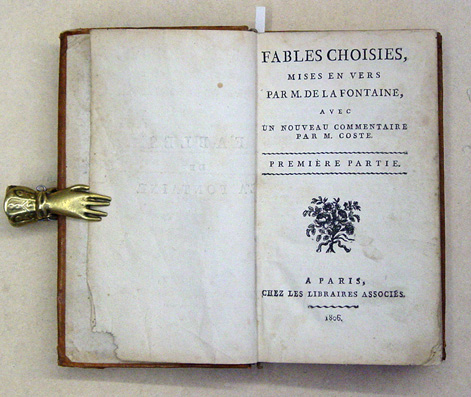 FABLES CHOISIES,
MISES EN VERS
PAR M. DE LA FONTAINE,
AVEC
UN NOUVEAU COMMENTAIRE
PAR M. COSTE.
PREMIÈRE PARTIE.
A PARIS,
CHEZ LES LIBRAIRES ASSOCIÉS.
1806.